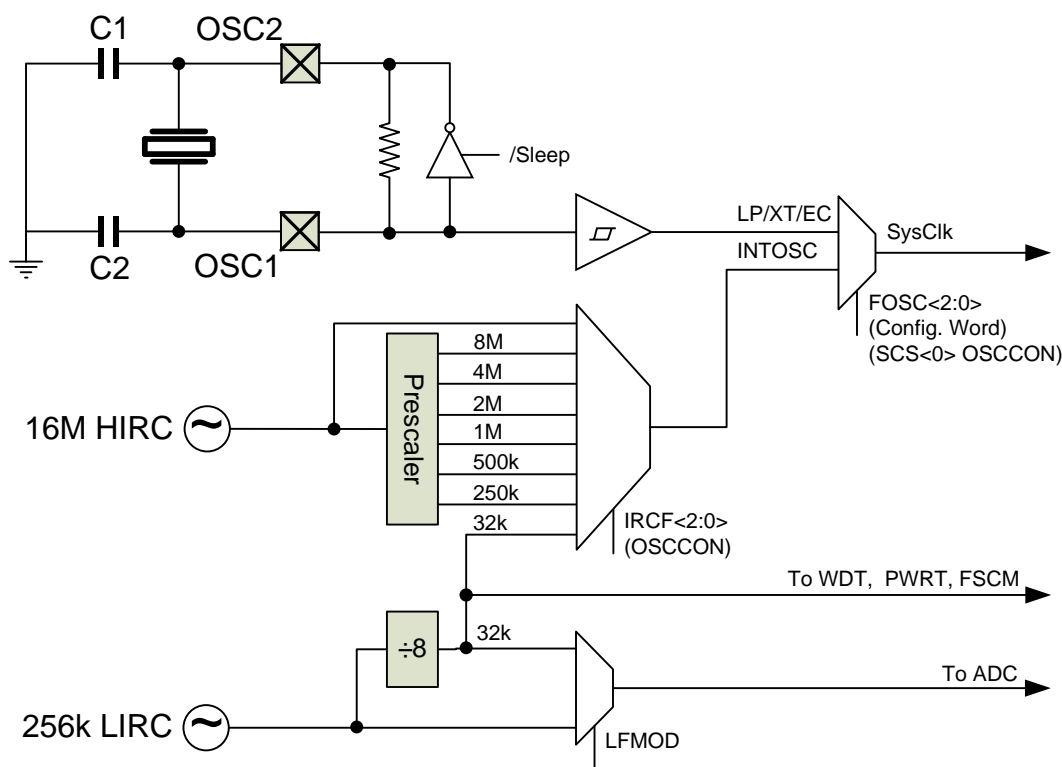 C1
OSC2
/Sleep
C2
OSC1
LP/XT/EC
INTOSC
SysClk
FOSC<2:0>
(Config. Word)
(SCS<0> OSCCON)
16M HIRC
Prescaler
8M
4M
2M
1M
500k
250k
32k
IRCF<2:0>
(OSCCON)
To WDT, PWRT, FSCM
÷8
32k
To ADC
256k LIRC
LFMOD